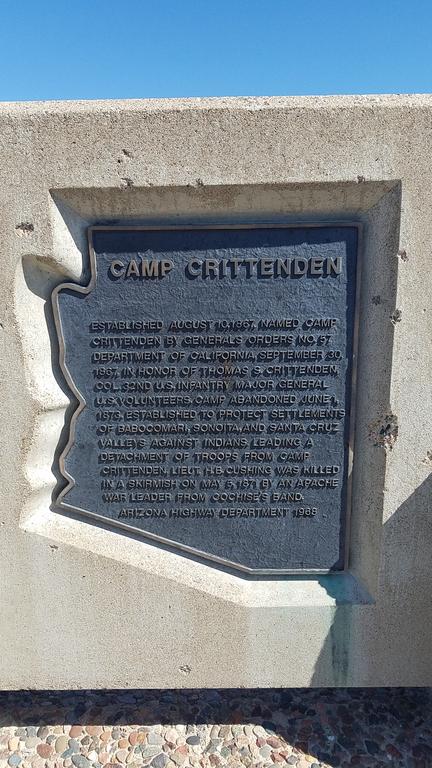 CAMP CRITTENDEN
ESTABLISHED AUGUST 10, 1867. NAMED CAMP
CRITTENDEN BY GENERALS ORDERS NO. 57,
DEPARTMENT OF CALIFORNIA, SEPTEMBER 30,
1867, IN HONOR OF THOMAS S. CRITTENDEN,
COL. 32ND U.S. INFANTRY MAJOR GENERAL
U.S. VOLUNTEERS. CAMP ABANDONED JUNE 1,
1873. ESTABLISHED TO PROTECT SETTLEMENTS
OF BABOCOMARI, SONOITA, AND SANTA CRUZ
VALLEYS AGAINST INDIANS. LEADING A
DETACHMENT OF TROOPS FROM CAMP
CRITTENDEN, LIEUT. H.B. CUSHING WAS KILLED
IN A SKIRMISH ON MAY 5, 1871 BY AN APACHE
WAR LEADER FROM COCHISE'S BAND.
ARIZONA HIGHWAY DEPARTMENT 1968